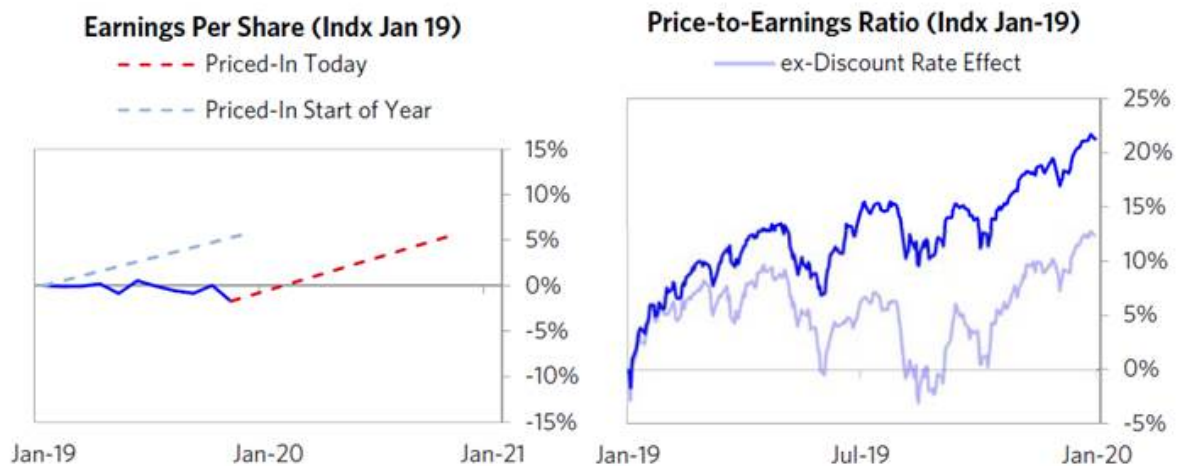 Earnings Per Share (Indx Jan 19)
Priced-In Today
Priced-In Start of Year
15%
10%
5%
0%
-5%
-10%
-15%
Jan-19
Jan-20
Jan-21
Price-to-Earnings Ratio (Indx Jan-19)
ex-Discount Rate Effect
25%
20%
15%
10%
5%
0%
-5%
Jan-19
Jul-19
Jan-20